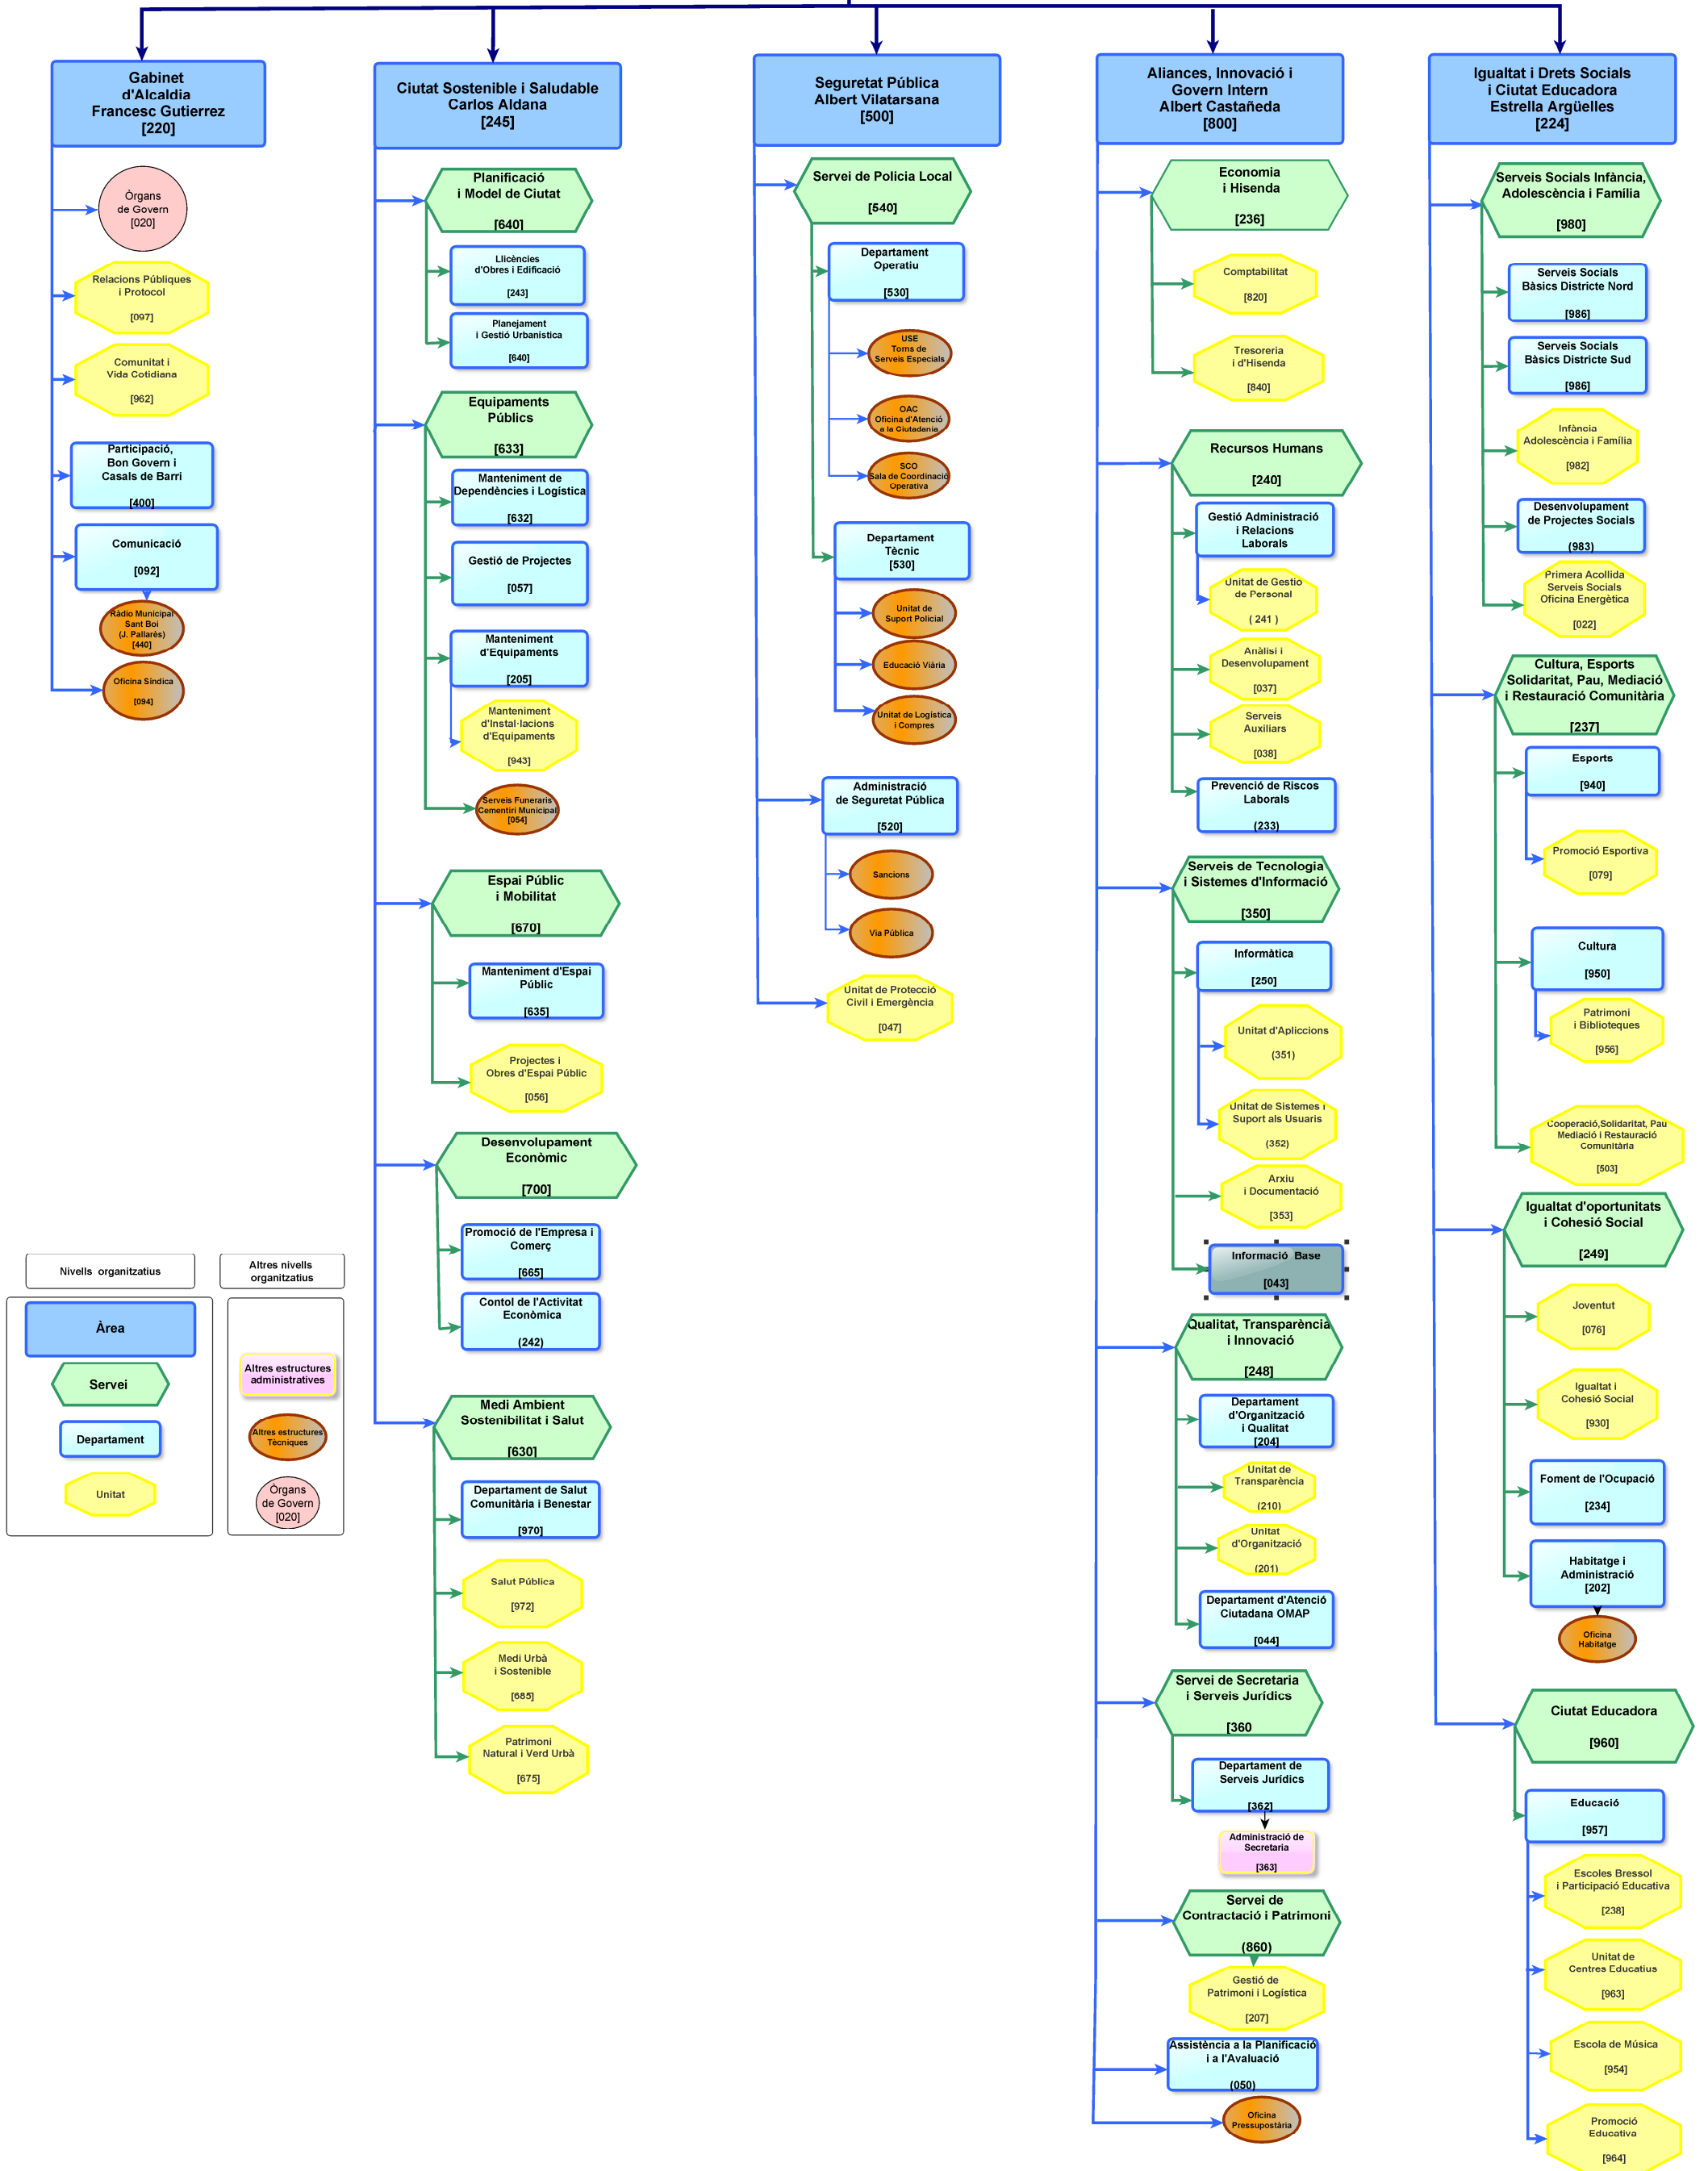 Gabinet
d'Alcaldia
Francesc Gutierrez
[220]
Òrgans
de Govern
[020]
Relacions Públiques
i Protocol
[097]
Comunitat i
Vida Cotidiana
[962]
Participació,
Bon Govern i
Casals de Barri
[400]
Comunicació
[092]
Ràdio Municipal
Sant Boi
(J. Pallarès)
[440]
Oficina Síndica
[094]
Ciutat Sostenible i Saludable
Carlos Aldana
[245]
Planificació
i Model de Ciutat
[640]
Llicències
d'Obres i Edificació
[243]
Planejament
i Gestió Urbanística
[640]
Equipaments
Públics
[633]
Manteniment de
Dependències i Logística
[632]
Gestió de Projectes
[057]
Manteniment
d'Equipaments
[205]
Manteniment
d'Instal·lacions
d'Equipaments
[943]
Serveis Funeraris
Cementiri Municipal
[054]
Espai Públic
i Mobilitat
[670]
Manteniment d'Espai
Públic
[635]
Projectes i
Obres d'Espai Públic
[056]
Desenvolupament
Econòmic
[700]
Promoció de l'Empresa i
Comerç
[665]
Contol de l'Activitat
Econòmica
(242)
Medi Ambient
Sostenibilitat i Salut
[630]
Departament de Salut
Comunitària i Benestar
[970]
Salut Pública
[972]
Medi Urbà
i Sostenible
[685]
Patrimoni
Natural i Verd Urbà
[675]
Seguretat Pública
Albert Vilatarsana
[500]
Servei de Policia Local
[540]
Departament
Operatiu
[530]
USE
Torns de
Serveis Especials
OAC
Oficina d'Atenció
a la Ciutadania
SCO
Sala de Coordinació
Operativa
Departament
Tècnic
[530]
Unitat de
Suport Policial
Educació Viària
Unitat de Logística
i Compres
Administració
de Seguretat Pública
[520]
Sancions
Via Pública
Unitat de Protecció
Civil i Emergència
[047]
Aliances, Innovació i
Govern Intern
Albert Castañeda
[800]
Economia
i Hisenda
[236]
Comptabilitat
[820]
Tresoreria
i d'Hisenda
[840]
Recursos Humans
[240]
Gestió Administració
i Relacions
Laborals
Unitat de Gestio
de Personal
( 241 )
Anàlisi i
Desenvolupament
[037]
Serveis
Auxiliars
[038]
Prevenció de Riscos
Laborals
(233)
Serveis de Tecnologia
i Sistemes d'Informació
[350]
Informàtica
[250]
Unitat d'Apliccions
(351)
Unitat de Sistemes i
Suport als Usuaris
(352)
Arxiu
i Documentació
[353]
Informació Base
[043]
Qualitat, Transparència
i Innovació
[248]
Departament
d'Organització
i Qualitat
[204]
Unitat de
Transparència
(210)
Unitat
d'Organització
(201)
Departament d'Atenció
Ciutadana OMAP
[044]
Servei de Secretaria
i Serveis Jurídics
[360
Departament de
Serveis Jurídics
[362]
Administració de
Secretaria
[363]
Servei de
Contractació i Patrimoni
(860)
Gestió de
Patrimoni i Logística
[207]
Assistència a la Planificació
i a l'Avaluació
(050)
Oficina
Pressupostària
Igualtat i Drets Socials
i Ciutat Educadora
Estrella Argüelles
[224]
Serveis Socials Infància,
Adolescència i Família
[980]
Serveis Socials
Bàsics Districte Nord
[986]
Serveis Socials
Bàsics Districte Sud
[986]
Infància
Adolescència i Família
[982]
Desenvolupament
de Projectes Socials
(983)
Primera Acollida
Serveis Socials
Oficina Energètica
[022]
Cultura, Esports
Solidaritat, Pau, Mediació
i Restauració Comunitària
[237]
Esports
[940]
Promoció Esportiva
[079]
Cultura
[950]
Patrimoni
i Biblioteques
[956]
Cooperació,Solidaritat, Pau
Mediació i Restauració
Comunitària
[503]
Igualtat d'oportunitats
i Cohesió Social
[249]
Joventut
[076]
Igualtat i
Cohesió Social
[930]
Foment de l'Ocupació
[234]
Habitatge i
Administració
[202]
Oficina
Habitatge
Ciutat Educadora
[960]
Educació
[957]
Escoles Bressol
i Participació Educativa
[238]
Unitat de
Centres Educatius
[963]
Escola de Música
[954]
Promoció
Educativa
[964]
Nivells organitzatius
Àrea
Servei
Departament
Unitat
Altres nivells
organitzatius
Altres estructures
administratives
Altres estructures
Tècniques
Òrgans
de Govern
[020]